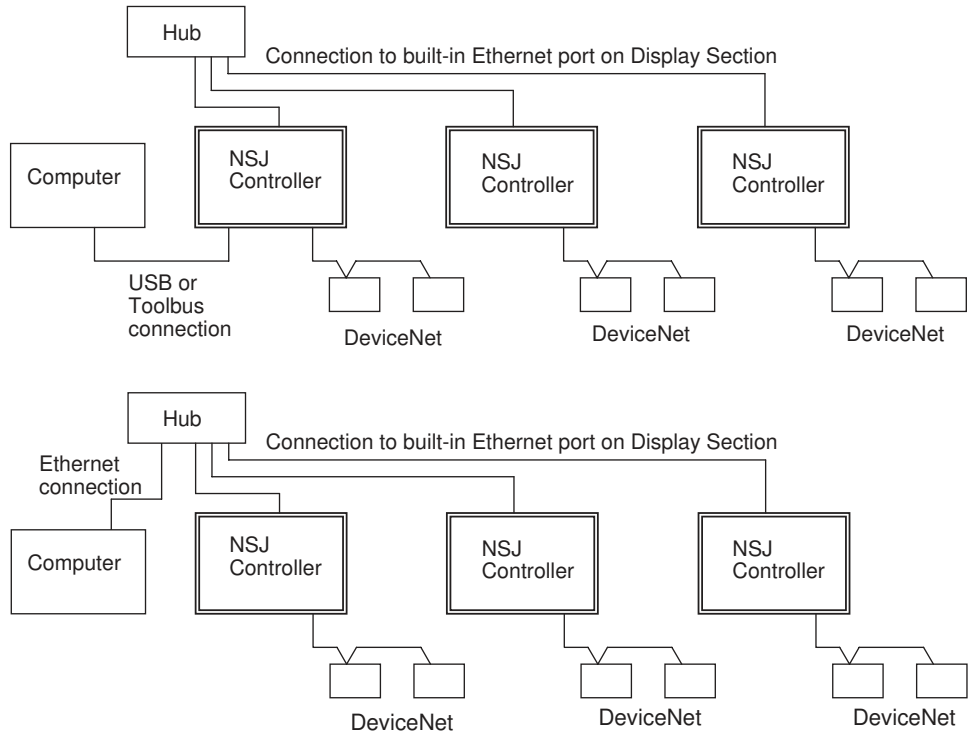 Hub
Connection to built-in Ethernet port on Display Section
Computer
NSJ
Controller
NSJ
Controller
NSJ
Controller
USB or
Toolbus
connection
DeviceNet
DeviceNet
DeviceNet
Hub
Connection to built-in Ethernet port on Display Section
Ethernet
connection
Computer
NSJ
Controller
NSJ
Controller
NSJ
Controller
DeviceNet
DeviceNet
DeviceNet